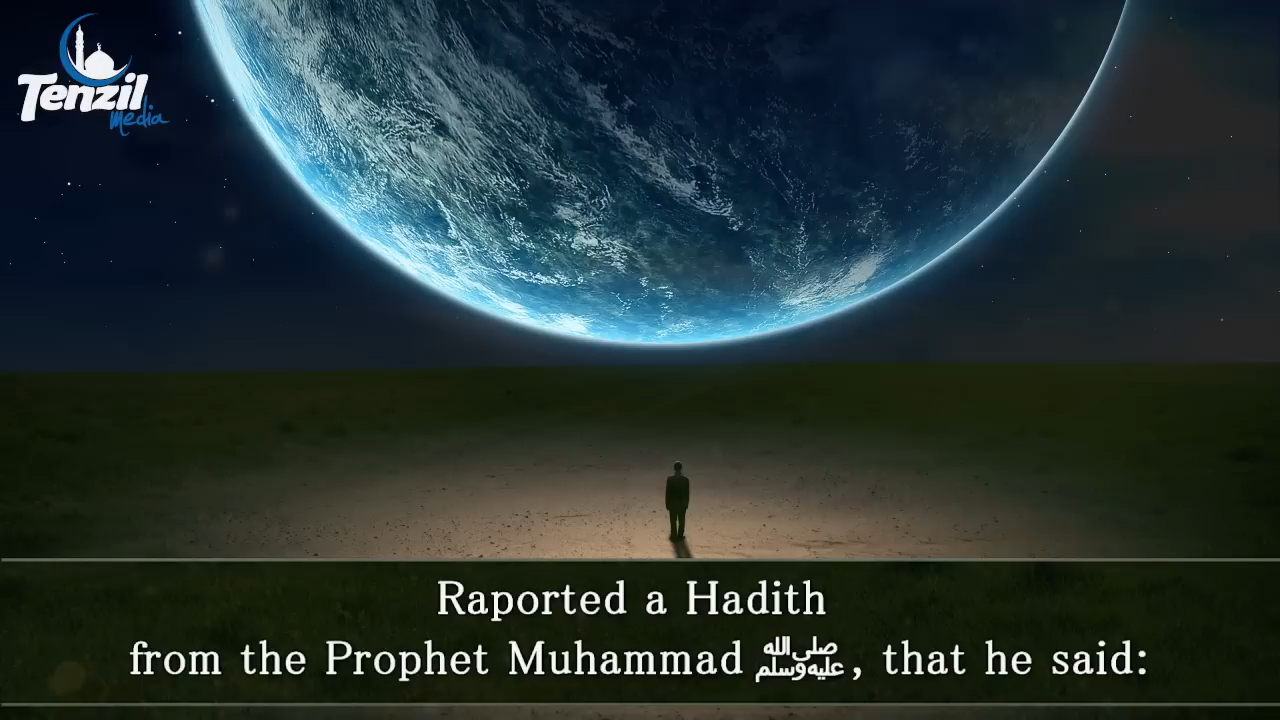 Tenzil
media
Raported a Hadith
from the Prophet Muhammad ﷺ, that he said: